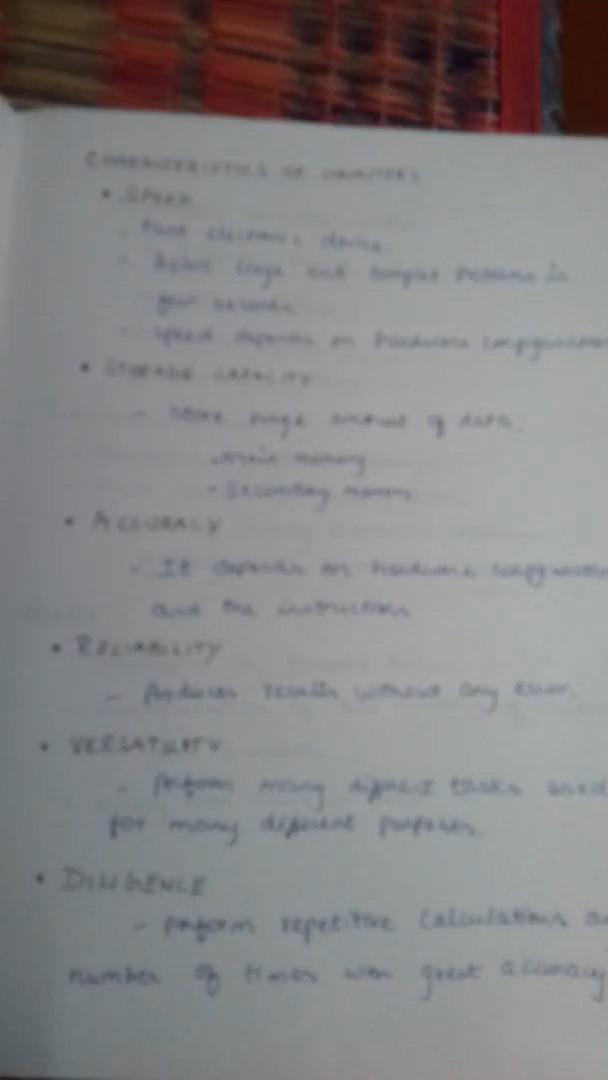 CHARACTERISTICS OF COMPUTERS
• SPEED
- electronic device
- Solve large and complex problems in
few seconds
- Speed depends on hardware configuration
• STORAGE CAPACITY
- Store huge amount of data.
- main memory
- Secondary memory
• ACCURACY
- It depends on hardware configuration
and the instructions
• RELIABILITY
- Produces results without any error.
• VERSATILITY
- perform many different tasks used
for many different purposes.
• DILIGENCE
- perform repetitive calculations
number of times with great accuracy